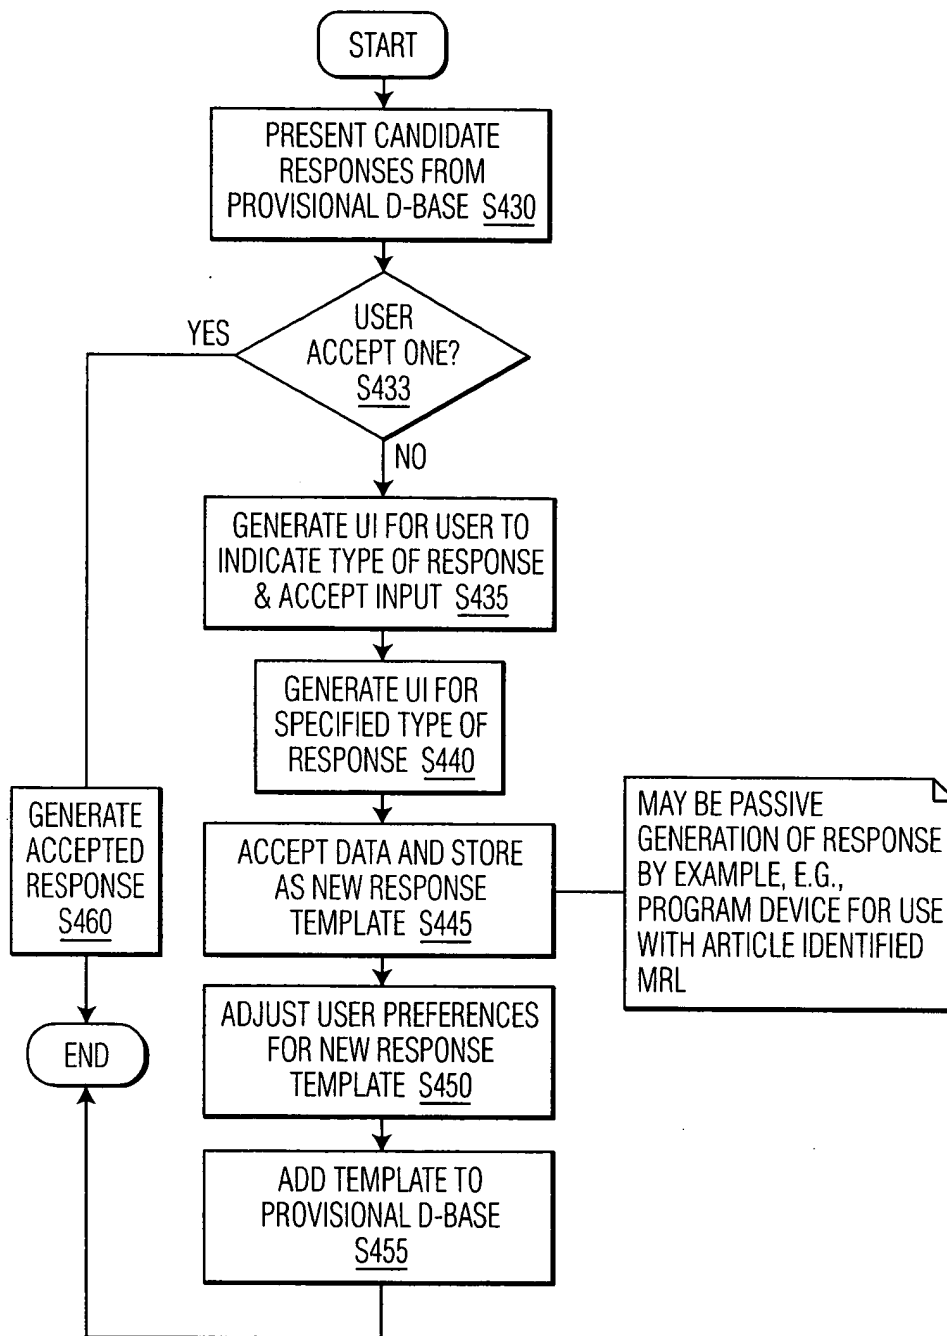 START
PRESENT CANDIDATE
RESPONSES FROM
PROVISIONAL D-BASE S430
YES
USER
ACCEPT ONE?
S433
NO
GENERATE UI FOR USER TO
INDICATE TYPE OF RESPONSE
& ACCEPT INPUT S435
GENERATE UI FOR
SPECIFIED TYPE OF
RESPONSE S440
GENERATE
ACCEPTED
RESPONSE
S460
ACCEPT DATA AND STORE
AS NEW RESPONSE
TEMPLATE S445
MAY BE PASSIVE
GENERATION OF RESPONSE
BY EXAMPLE, E.G.,
PROGRAM DEVICE FOR USE
WITH ARTICLE IDENTIFIED
MRL
ADJUST USER PREFERENCES
FOR NEW RESPONSE
TEMPLATE S450
END
ADD TEMPLATE TO
PROVISIONAL D-BASE
S455